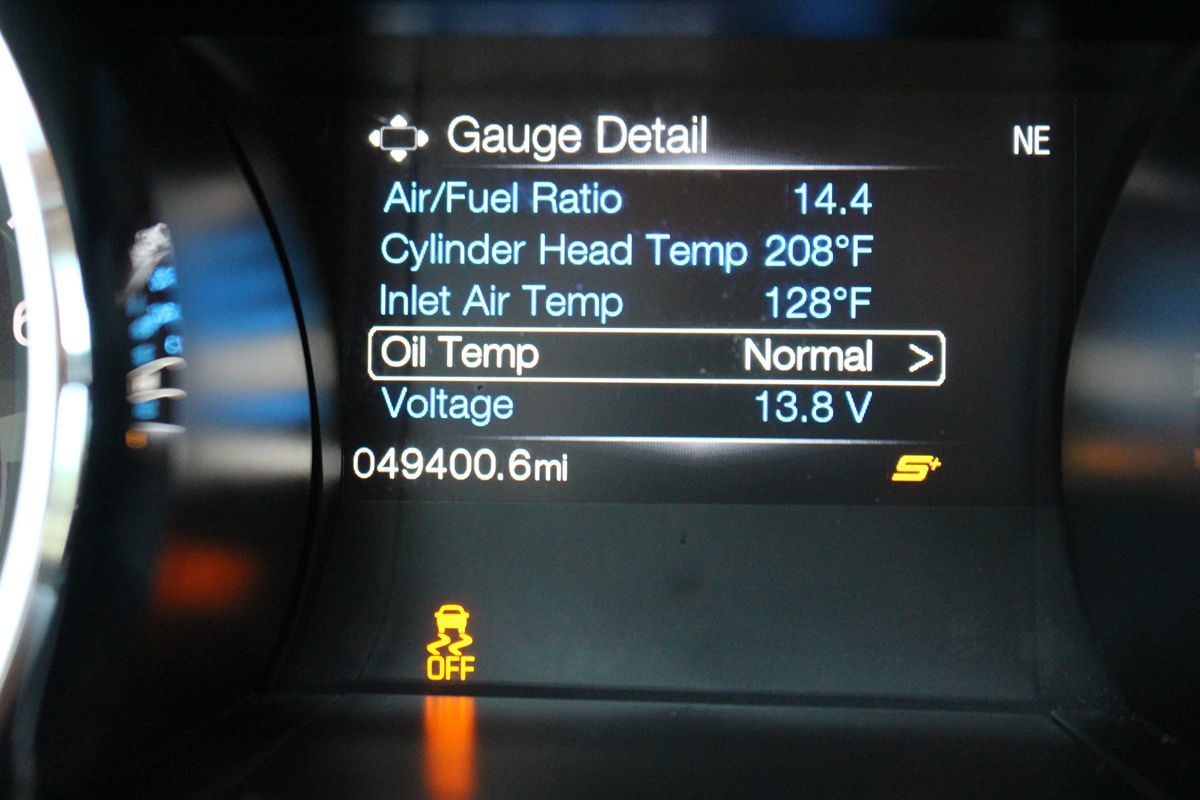 Gauge Detail NE
Air/Fuel Ratio 14.4
Cylinder Head Temp 208°F
Inlet Air Temp 128°F
Oil Temp Normal >
Voltage 13.8 V
049400.6mi S+
OFF
6